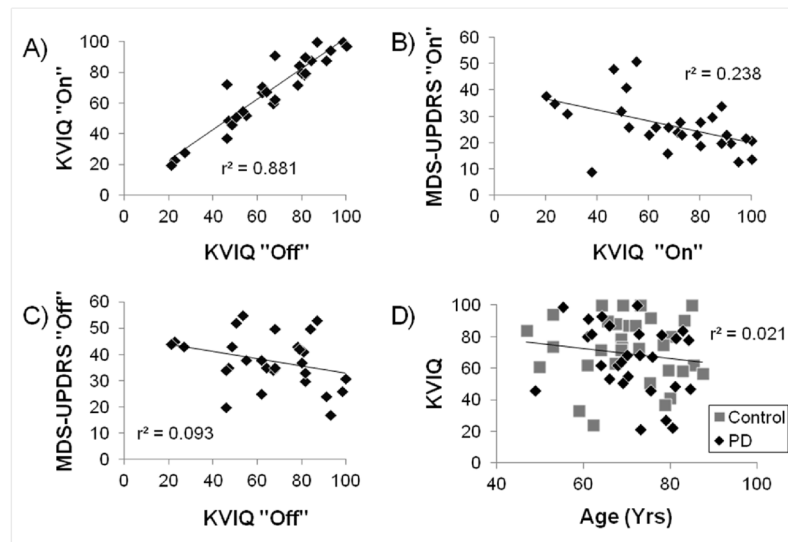 A)
KVIQ "On"
100
80
60
40
20
0
r² = 0.881
0 20 40 60 80 100
KVIQ "Off"
B)
MDS-UPDRS "On"
60
50
40
30
20
10
0
r² = 0.238
0 20 40 60 80 100
KVIQ "On"
C)
MDS-UPDRS "Off"
60
50
40
30
20
10
0
r² = 0.093
0 20 40 60 80 100
KVIQ "Off"
D)
KVIQ
100
80
60
40
20
0
r² = 0.021
Control
PD
40 60 80 100
Age (Yrs)